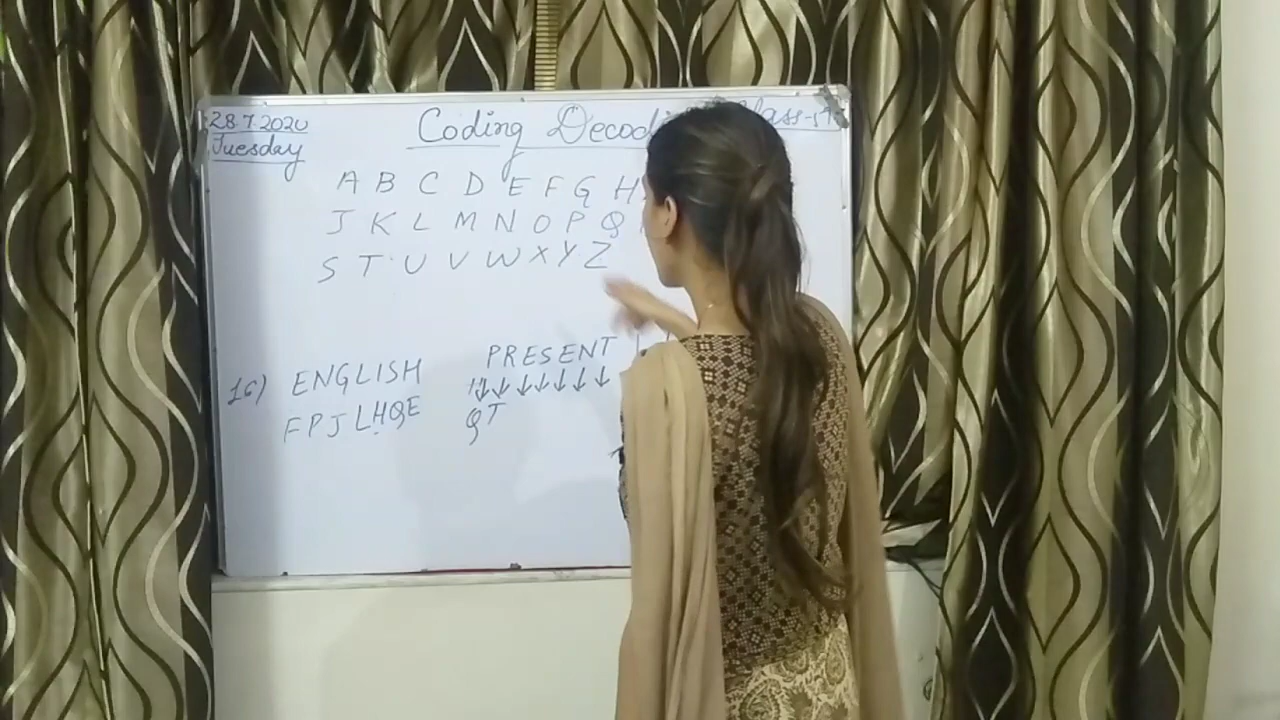 28.7.2020
Tuesday
Coding Decodi
A B C D E F G H
J K L M N O P Q
S T U V W X Y Z
16) ENGLISH PRESENT
FPJLHQE QT